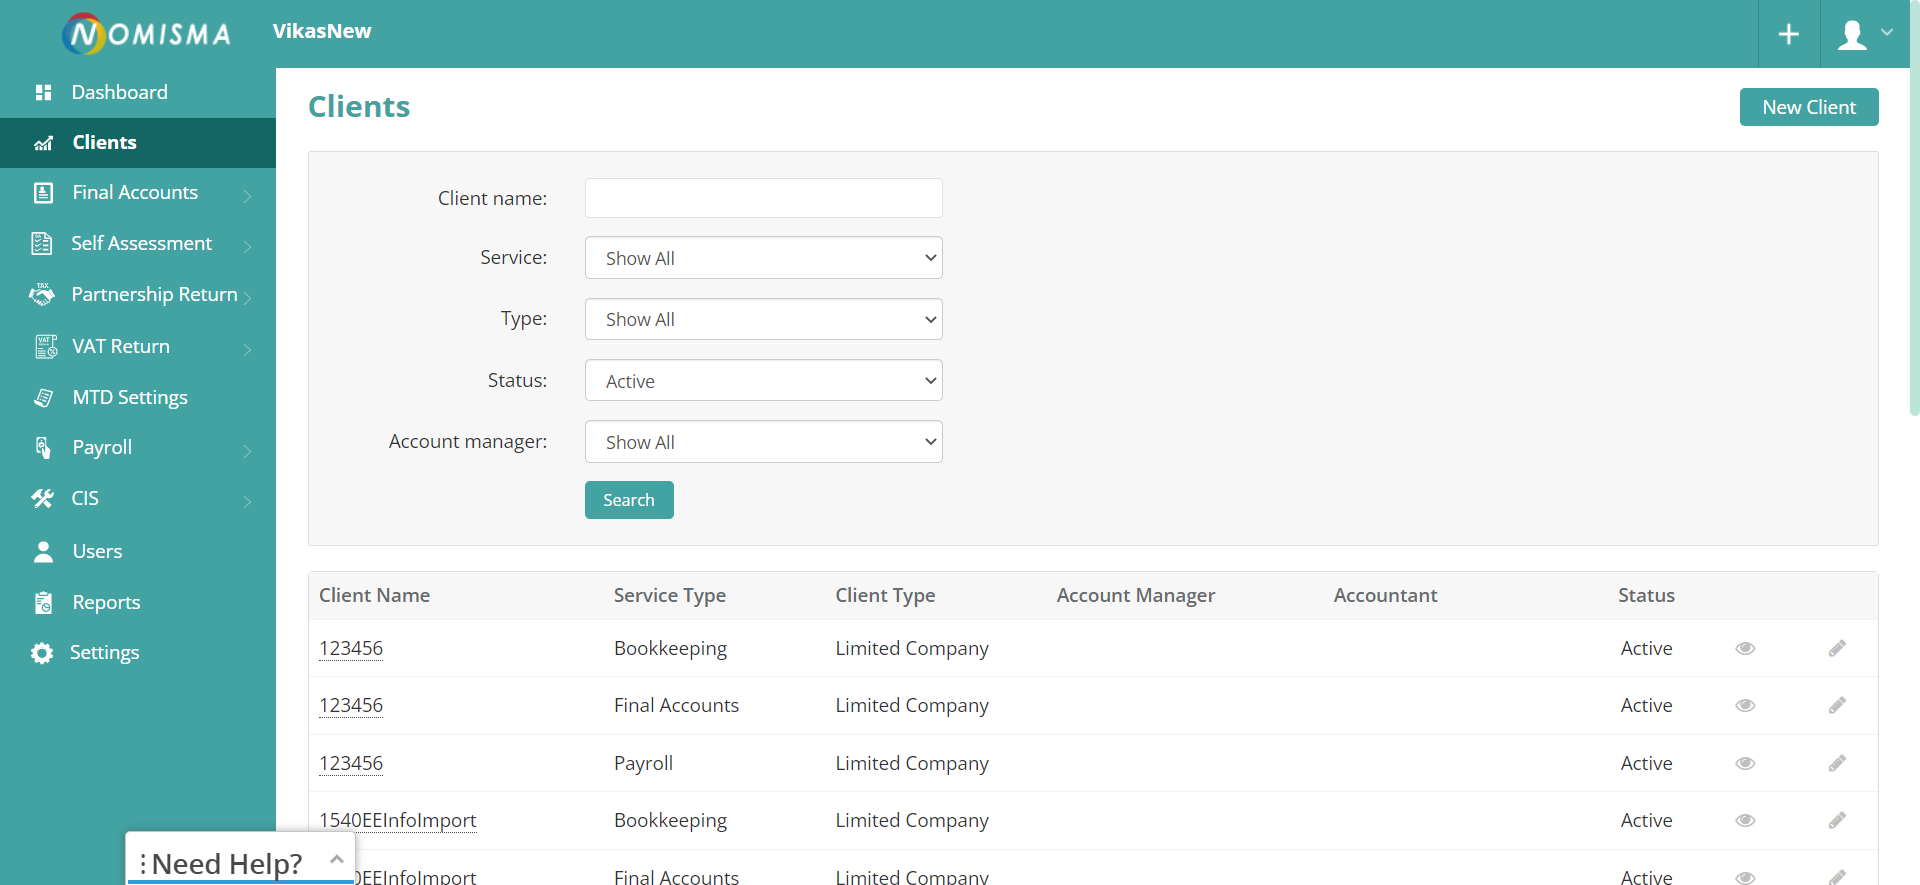 NOMISMA
VikasNew
Dashboard
Clients
Final Accounts
Self Assessment
TAX
Partnership Return
VAT
VAT Return
MTD Settings
Payroll
CIS
Users
Reports
Settings
Clients
New Client
Client name:
Service: Show All
Type: Show All
Status: Active
Account manager: Show All
Search
Client Name Service Type Client Type Account Manager Accountant Status
123456 Bookkeeping Limited Company Active
123456 Final Accounts Limited Company Active
123456 Payroll Limited Company Active
1540EEInfoImport Bookkeeping Limited Company Active
0EEInfoImport Final Accounts Limited Company Active
Need Help?